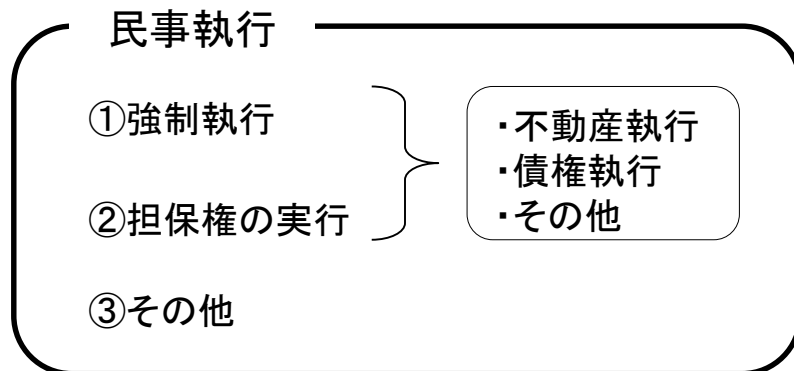 民事執行
①強制執行
②担保権の実行
③その他
・不動産執行
・債権執行
・その他